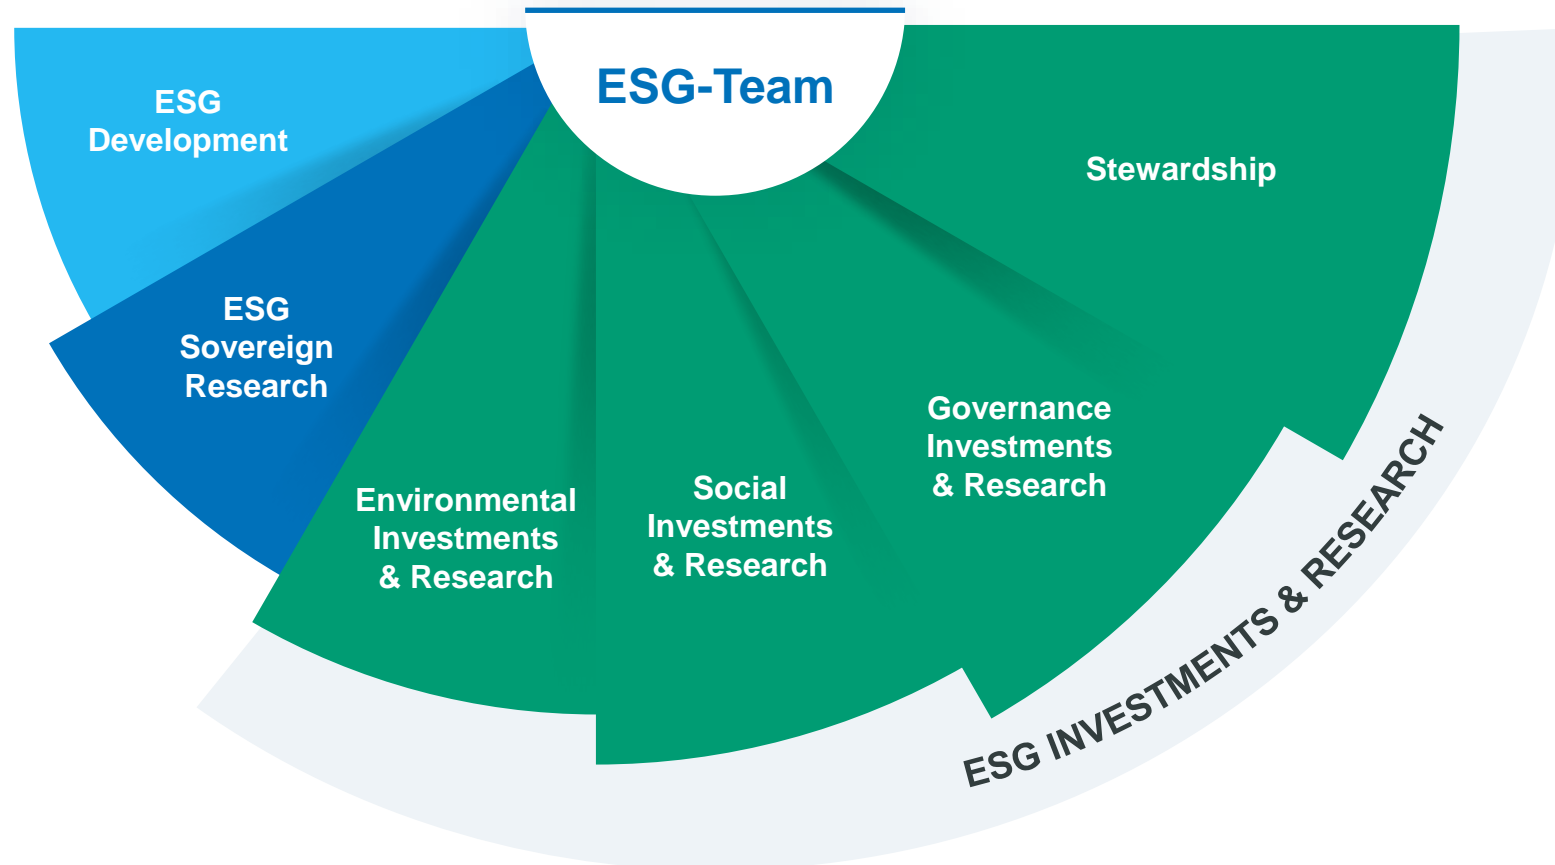 ESG-Team
ESG
Development
ESG
Sovereign
Research
Environmental
Investments
& Research
Social
Investments
& Research
Governance
Investments
& Research
Stewardship
ESG INVESTMENTS & RESEARCH